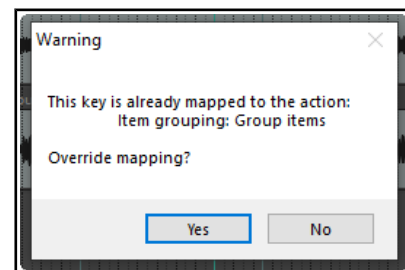 Warning
This key is already mapped to the action:
Item grouping: Group items
Override mapping?
Yes
No